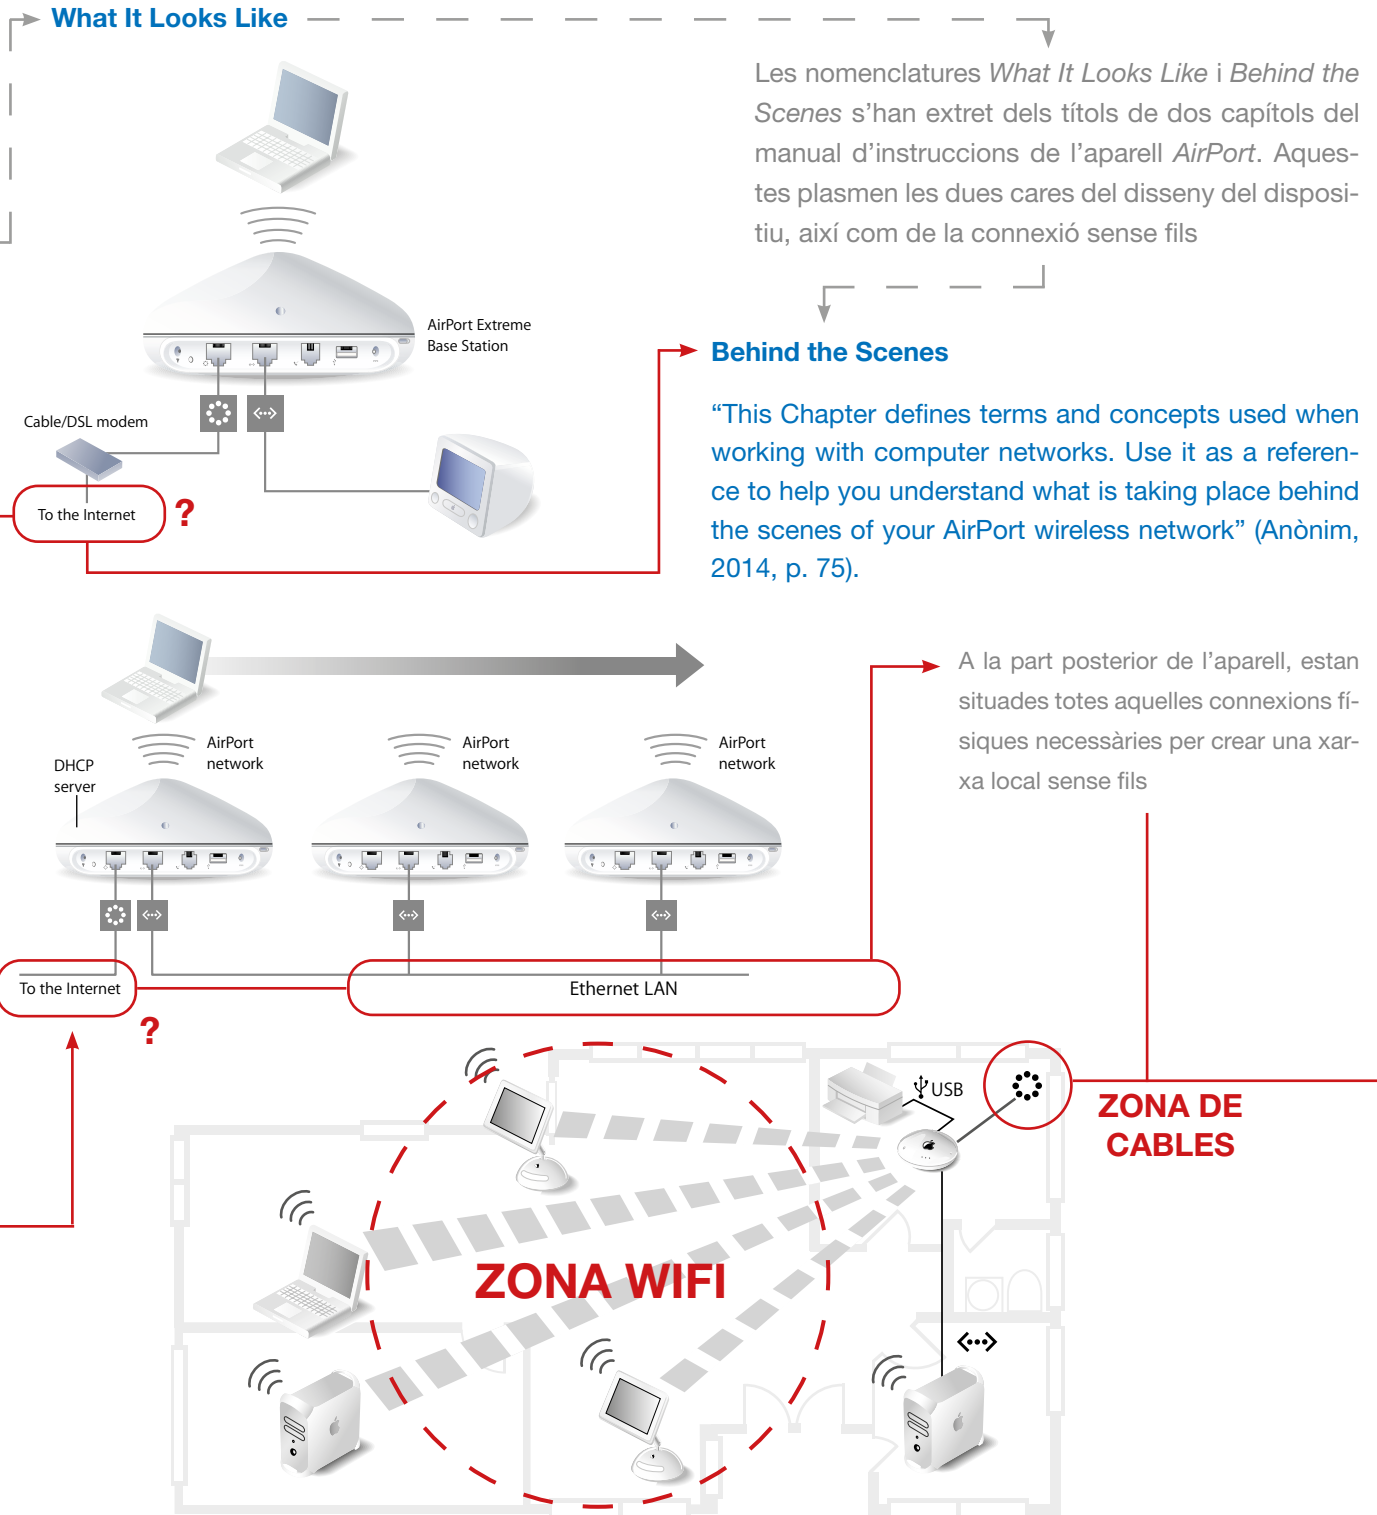 What It Looks Like
Les nomenclatures What It Looks Like i Behind the
Scenes s’han extret dels títols de dos capítols del
manual d’instruccions de l’aparell AirPort. Aques-
tes plasmen les dues cares del disseny del disposi-
tiu, així com de la connexió sense fils
AirPort Extreme
Base Station
Cable/DSL modem
To the Internet
?
Behind the Scenes
“This Chapter defines terms and concepts used when
working with computer networks. Use it as a referen-
ce to help you understand what is taking place behind
the scenes of your AirPort wireless network” (Anònim,
2014, p. 75).
A la part posterior de l’aparell, estan
situades totes aquelles connexions fí-
siques necessàries per crear una xar-
xa local sense fils
DHCP
server
AirPort
network
AirPort
network
AirPort
network
To the Internet
Ethernet LAN
?
USB
ZONA DE
CABLES
ZONA WIFI